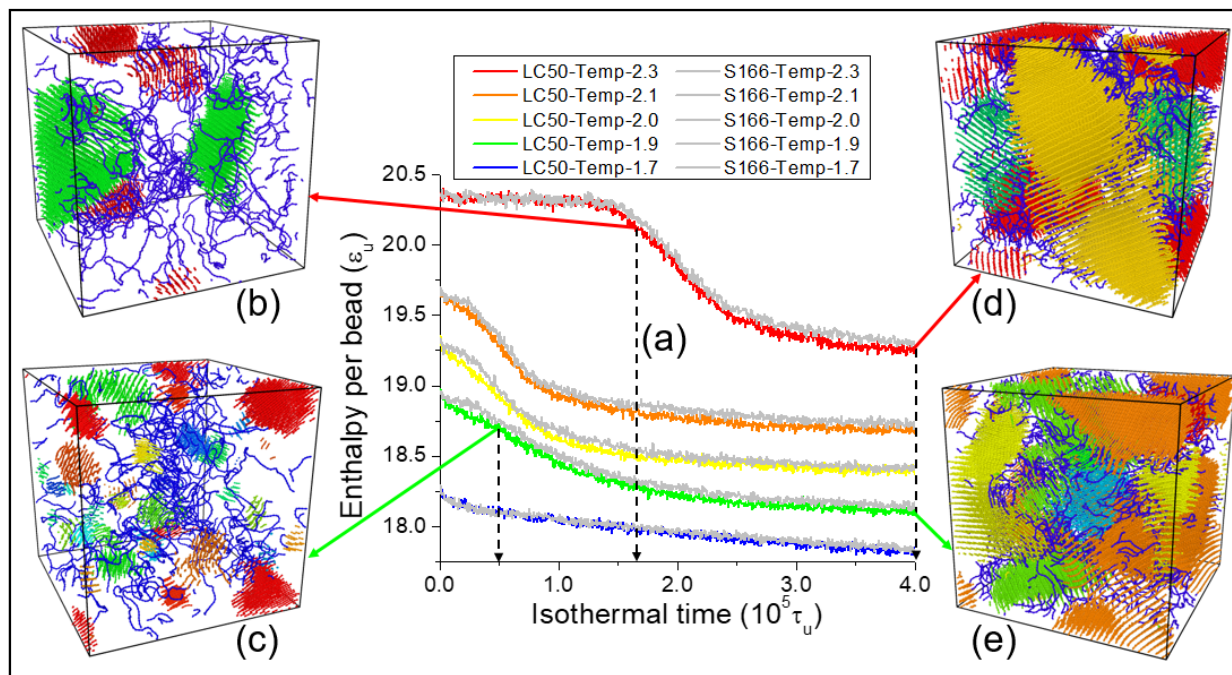 (b)
(d)
LC50-Temp-2.3 S166-Temp-2.3
LC50-Temp-2.1 S166-Temp-2.1
LC50-Temp-2.0 S166-Temp-2.0
LC50-Temp-1.9 S166-Temp-1.9
LC50-Temp-1.7 S166-Temp-1.7
(a)
Enthalpy per bead (εᵤ)
20.5
20.0
19.5
19.0
18.5
18.0
0.0 1.0 2.0 3.0 4.0
Isothermal time (10⁵τᵤ)
(c)
(e)